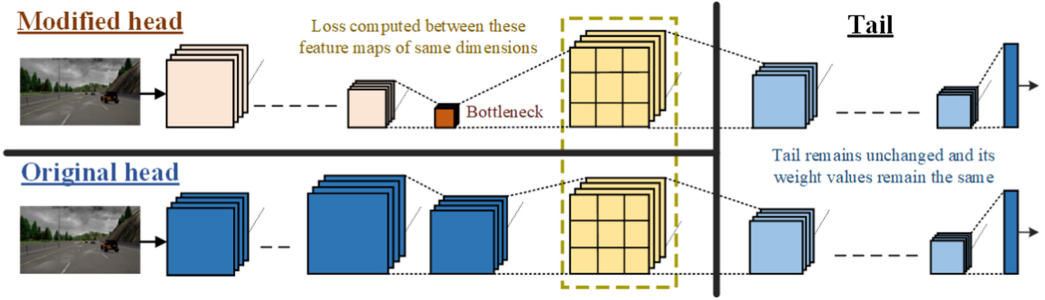 Modified head
Loss computed between these
feature maps of same dimensions
Tail
Bottleneck
Original head
Tail remains unchanged and its
weight values remain the same